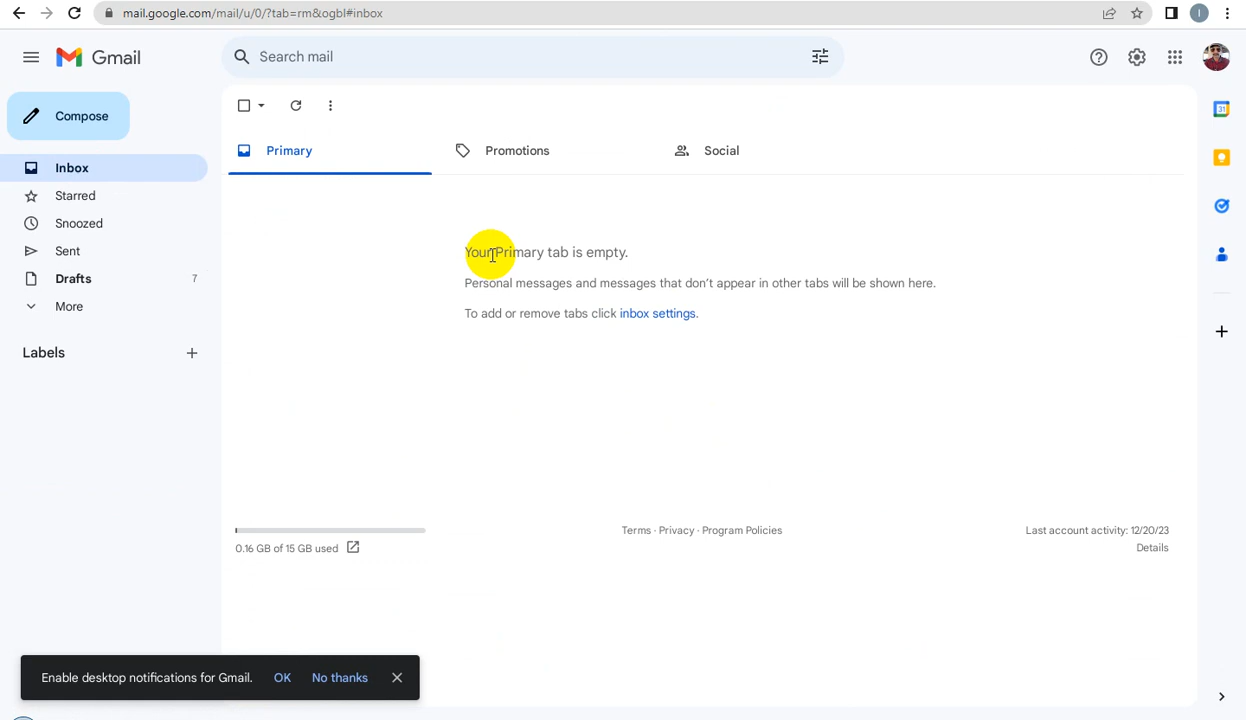 mail.google.com/mail/u/0/?tab=rm&ogbl#inbox
I
Gmail
Search mail
31
Compose
Primary
Promotions
Social
Inbox
Starred
Snoozed
Sent
Drafts 7
More
Labels
Your Primary tab is empty.
Personal messages and messages that don't appear in other tabs will be shown here.
To add or remove tabs click inbox settings.
0.16 GB of 15 GB used
Terms · Privacy · Program Policies
Last account activity: 12/20/23
Details
Enable desktop notifications for Gmail. OK No thanks